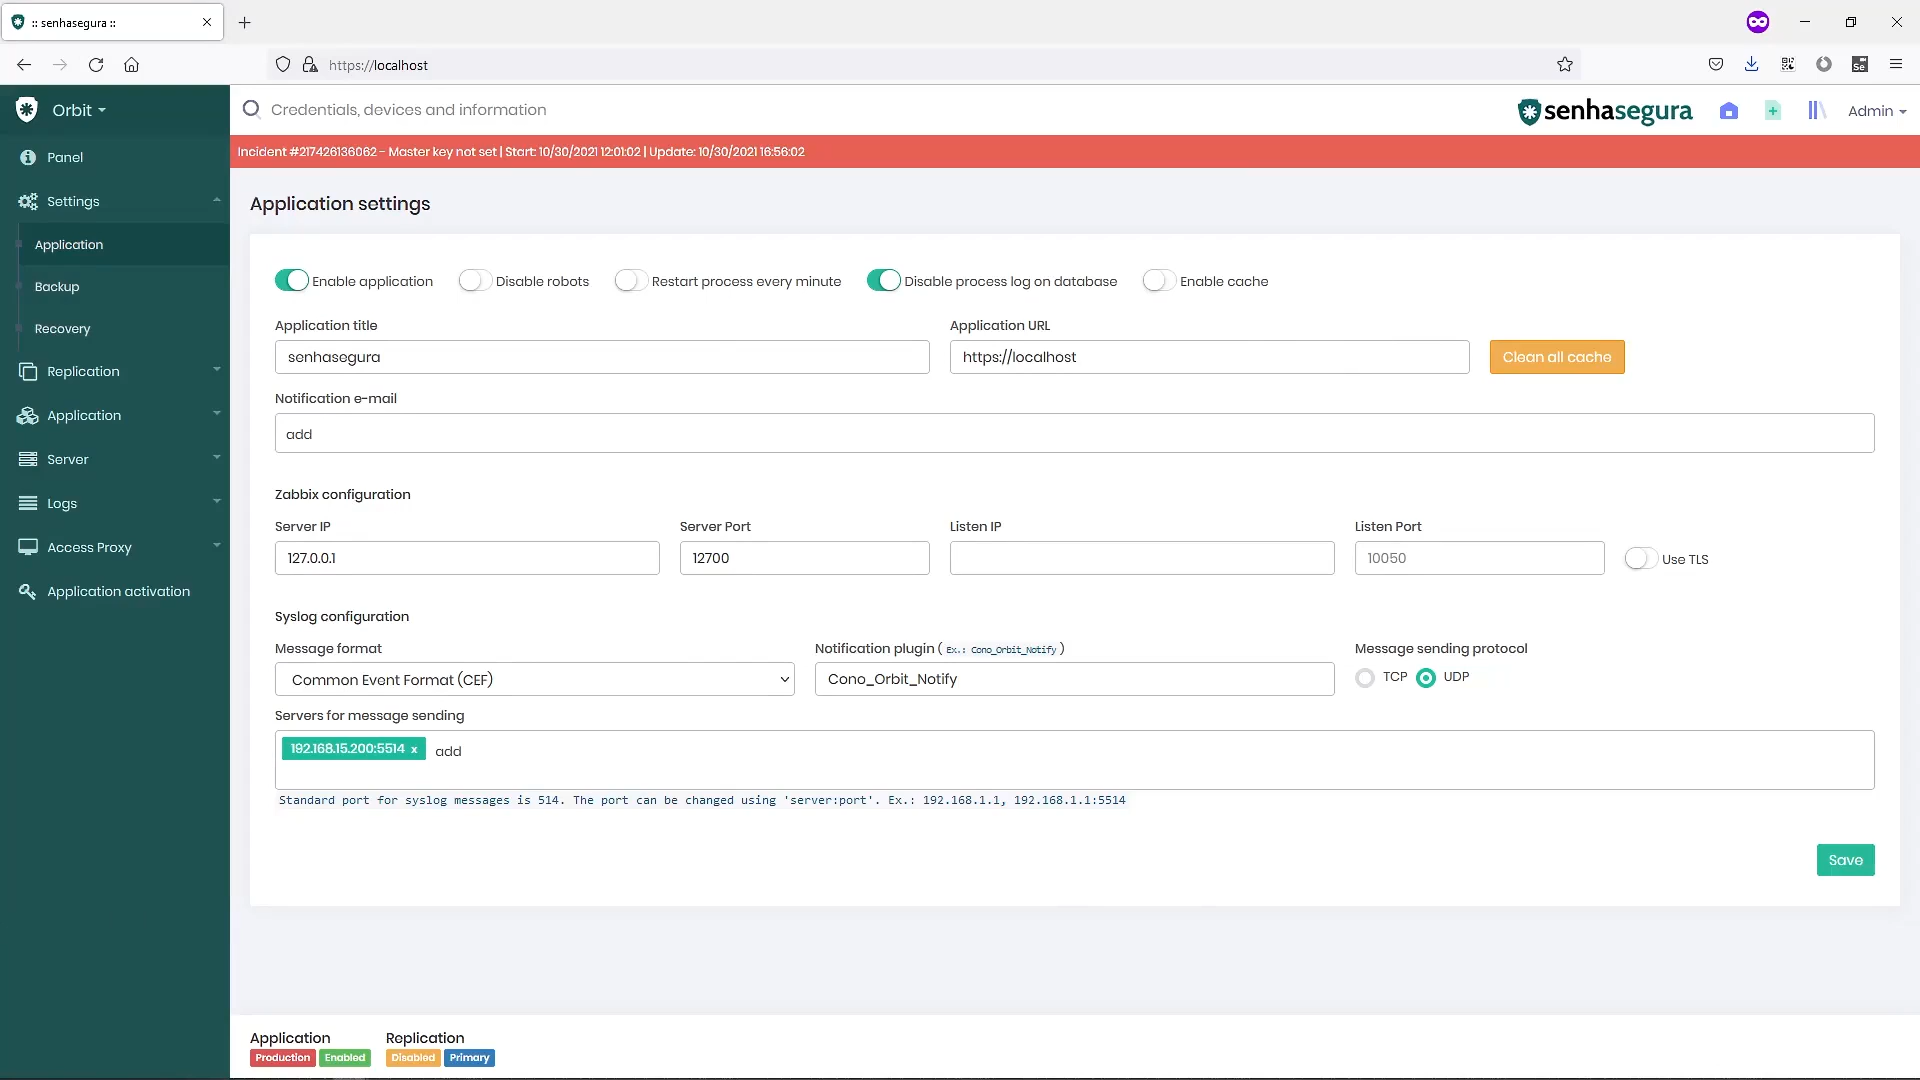 :: senhasegura ::
https://localhost
Orbit
Credentials, devices and information
senhasegura
Admin
Incident #217426136062 - Master key not set | Start: 10/30/2021 12:01:02 | Update: 10/30/2021 16:56:02
Panel
Settings
Application
Backup
Recovery
Replication
Application
Server
Logs
Access Proxy
Application activation
Application settings
Enable application
Disable robots
Restart process every minute
Disable process log on database
Enable cache
Application title
Application URL
senhasegura
https://localhost
Clean all cache
Notification e-mail
add
Zabbix configuration
Server IP
Server Port
Listen IP
Listen Port
127.0.0.1
12700
10050
Use TLS
Syslog configuration
Message format
Notification plugin ( Ex.: Cono_Orbit_Notify )
Message sending protocol
Common Event Format (CEF)
Cono_Orbit_Notify
TCP
UDP
Servers for message sending
192.168.15.200:5514 x
add
Standard port for syslog messages is 514. The port can be changed using 'server:port'. Ex.: 192.168.1.1, 192.168.1.1:5514
Save
Application
Replication
Production
Enabled
Disabled
Primary